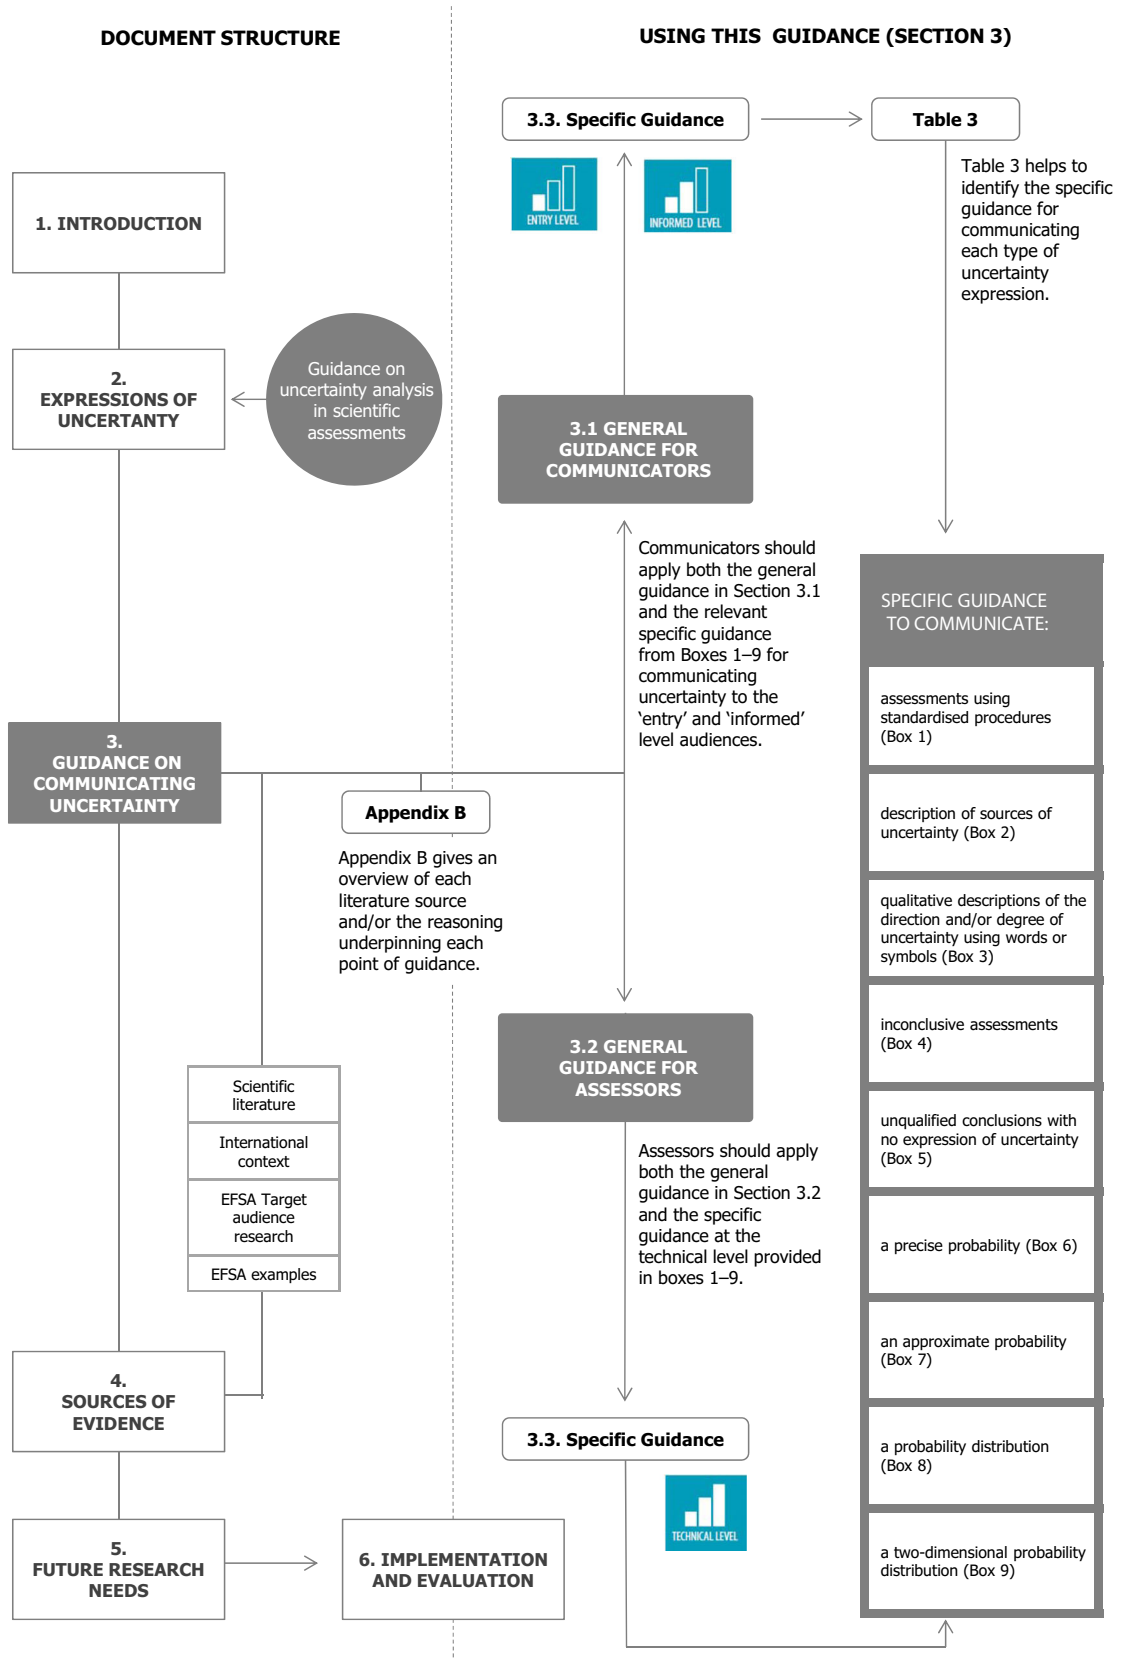 DOCUMENT STRUCTURE
1. INTRODUCTION
2.
EXPRESSIONS OF
UNCERTANTY
Guidance on
uncertainty analysis
in scientific
assessments
3.
GUIDANCE ON
COMMUNICATING
UNCERTAINTY
Appendix B
Appendix B gives an
overview of each
literature source
and/or the reasoning
underpinning each
point of guidance.
Scientific
literature
International
context
EFSA Target
audience
research
EFSA examples
4.
SOURCES OF
EVIDENCE
5.
FUTURE RESEARCH
NEEDS
6. IMPLEMENTATION
AND EVALUATION
USING THIS GUIDANCE (SECTION 3)
3.3. Specific Guidance
ENTRY LEVEL
INFORMED LEVEL
Table 3
Table 3 helps to
identify the specific
guidance for
communicating
each type of
uncertainty
expression.
3.1 GENERAL
GUIDANCE FOR
COMMUNICATORS
Communicators should
apply both the general
guidance in Section 3.1
and the relevant
specific guidance
from Boxes 1–9 for
communicating
uncertainty to the
‘entry’ and ‘informed’
level audiences.
3.2 GENERAL
GUIDANCE FOR
ASSESSORS
Assessors should apply
both the general
guidance in Section 3.2
and the specific
guidance at the
technical level provided
in boxes 1–9.
3.3. Specific Guidance
TECHNICAL LEVEL
SPECIFIC GUIDANCE
TO COMMUNICATE:
assessments using
standardised procedures
(Box 1)
description of sources of
uncertainty (Box 2)
qualitative descriptions of the
direction and/or degree of
uncertainty using words or
symbols (Box 3)
inconclusive assessments
(Box 4)
unqualified conclusions with
no expression of uncertainty
(Box 5)
a precise probability (Box 6)
an approximate probability
(Box 7)
a probability distribution
(Box 8)
a two-dimensional probability
distribution (Box 9)